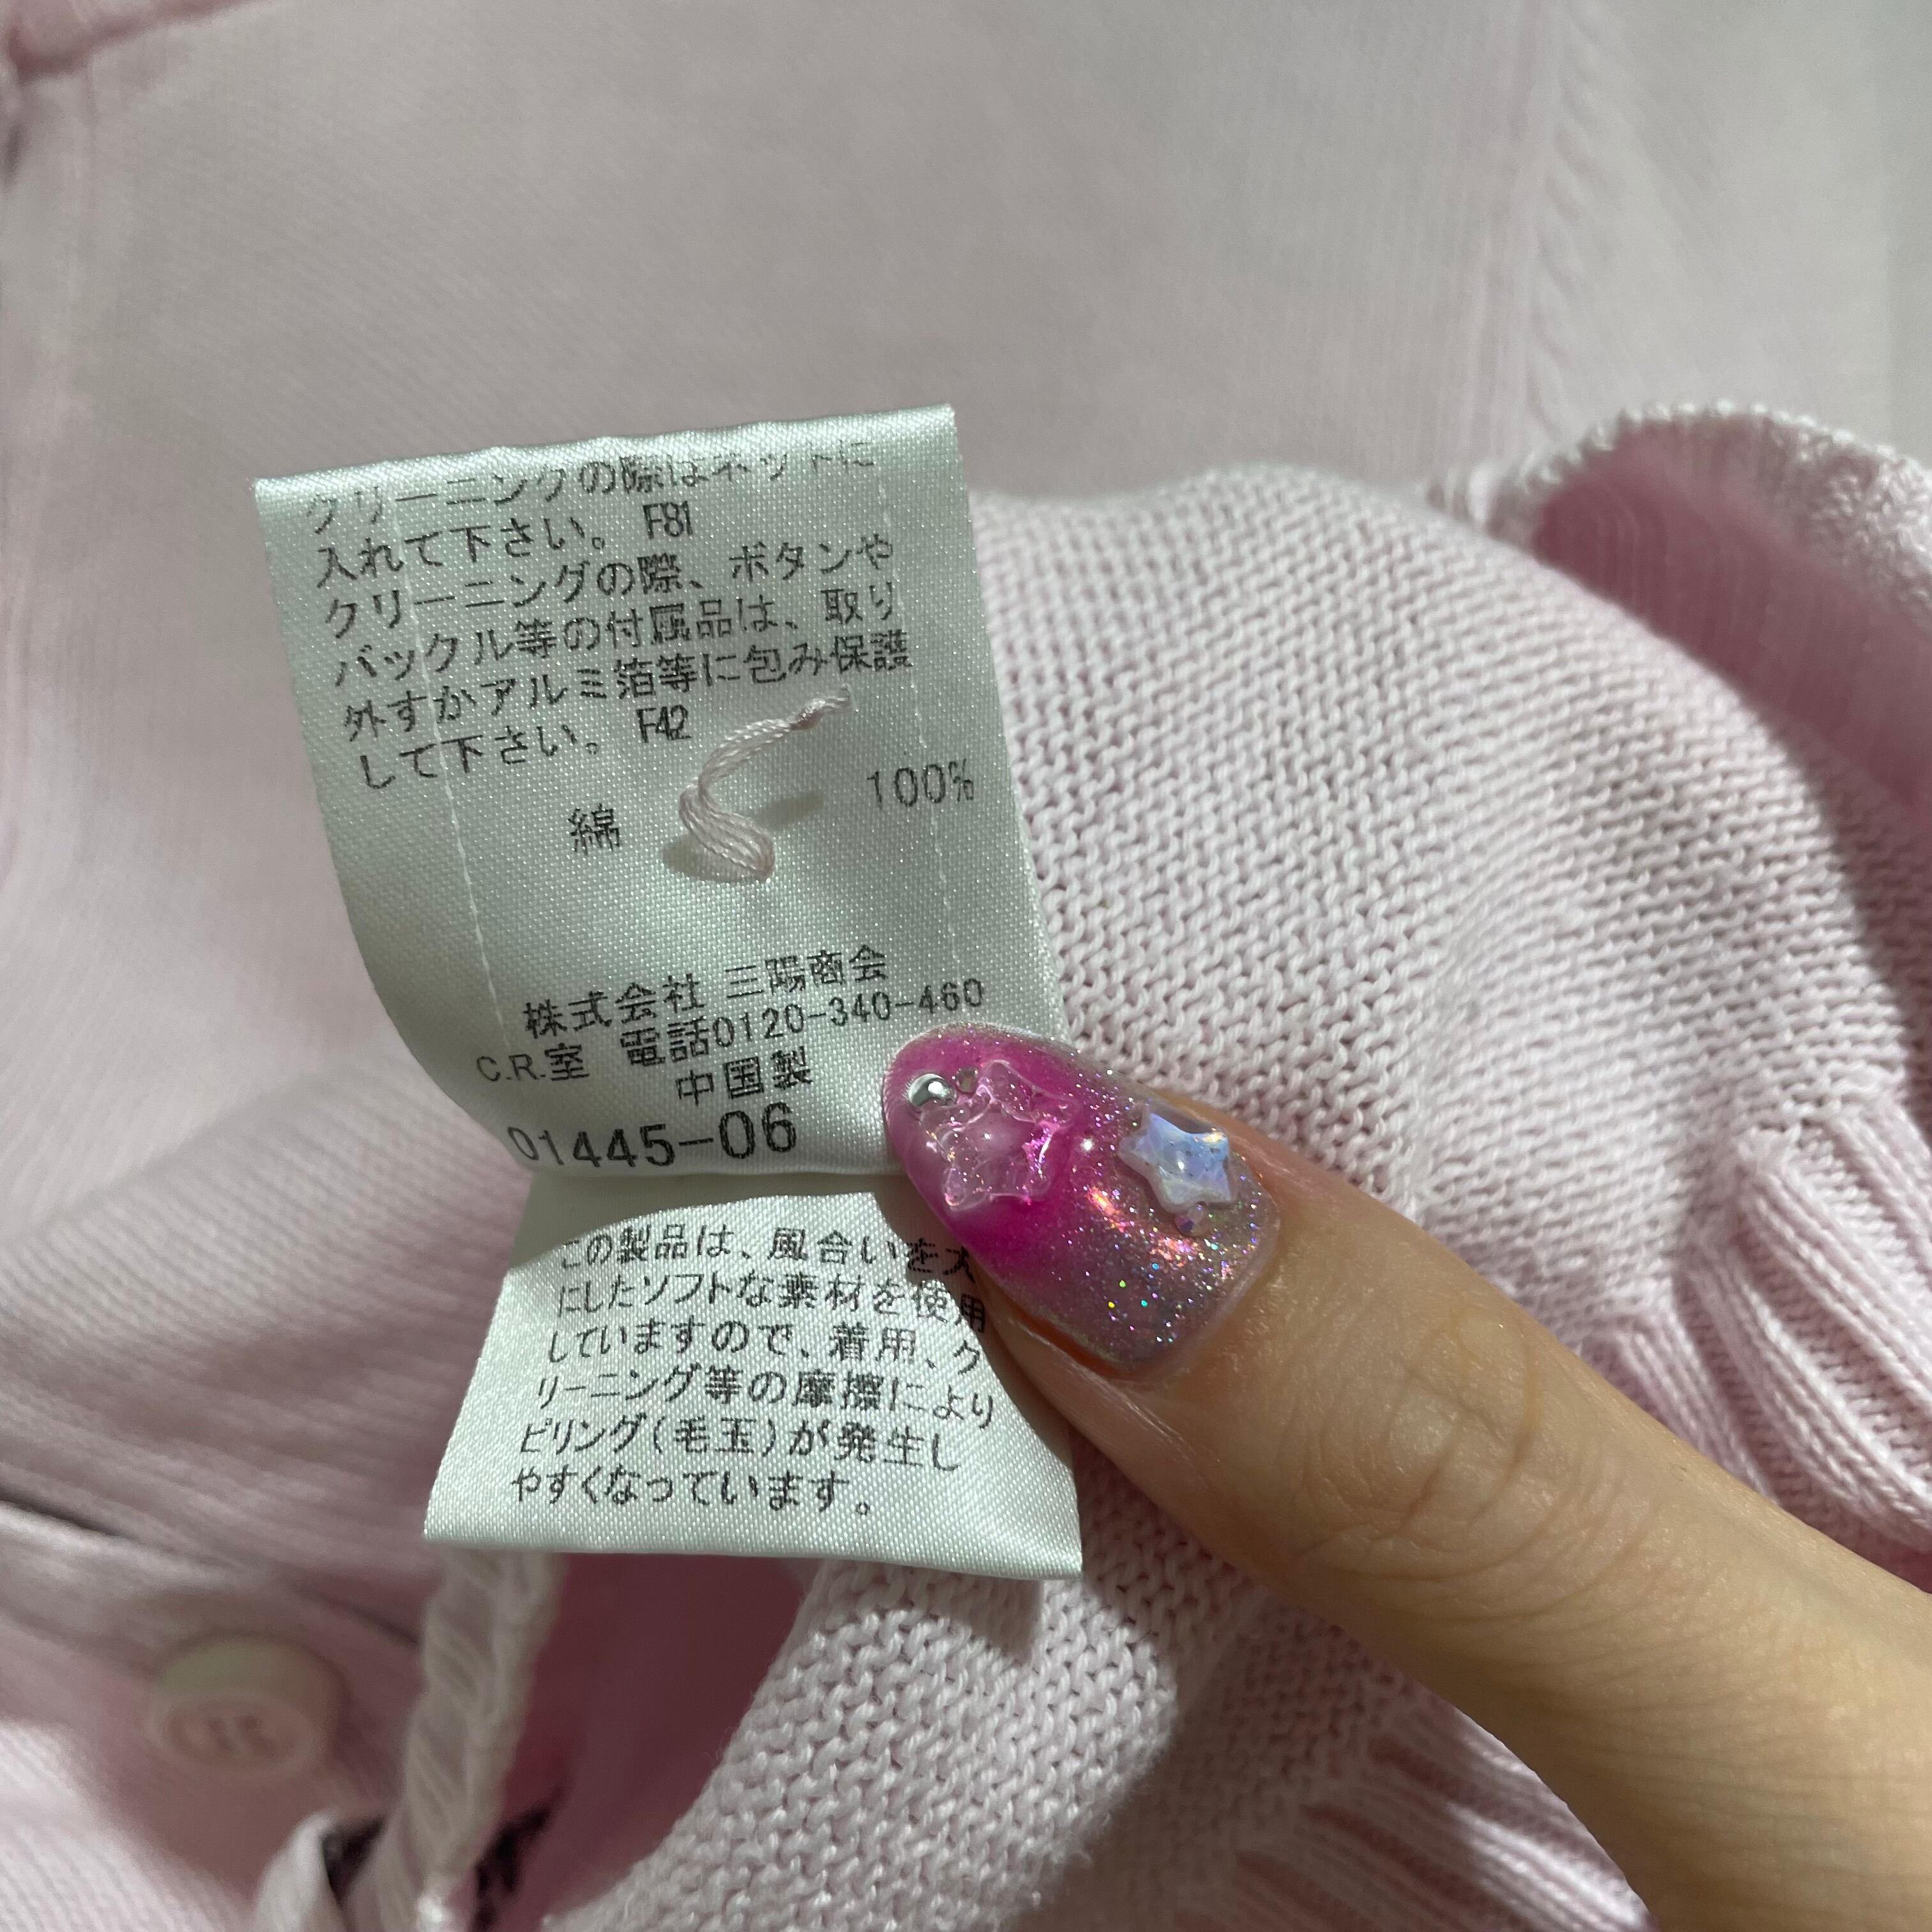 クリーニングの際はネットに
入れて下さい。 F81
クリーニングの際、ボタンや
バックル等の付属品は、取り
外すかアルミ箔等に包み保護
して下さい。 F42
綿 100%
株式会社 三陽商会
C.R.室 電話0120-340-460
中国製
01445-06
この製品は、風合いを大
にしたソフトな素材を使用
していますので、着用、ク
リーニング等の摩擦により
ピリング(毛玉)が発生し
やすくなっています。